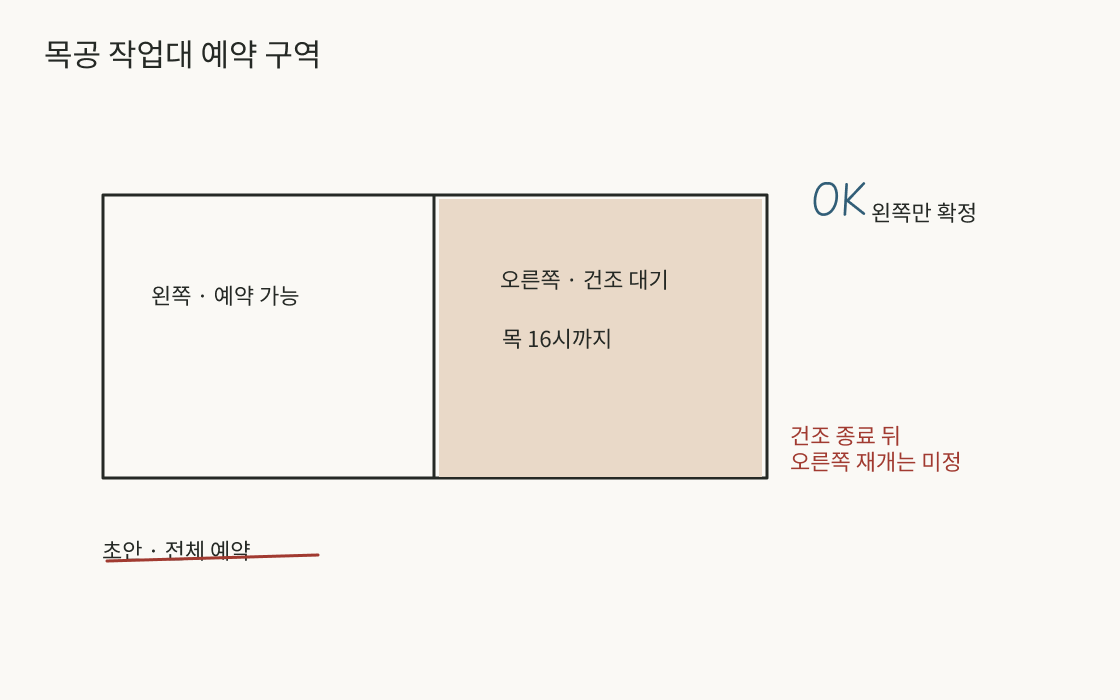 목공 작업대 예약 구역
OK 왼쪽만 확정
왼쪽 · 예약 가능
오른쪽 · 건조 대기
목 16시까지
건조 종료 뒤
오른쪽 재개는 미정
초안 · 전체 예약